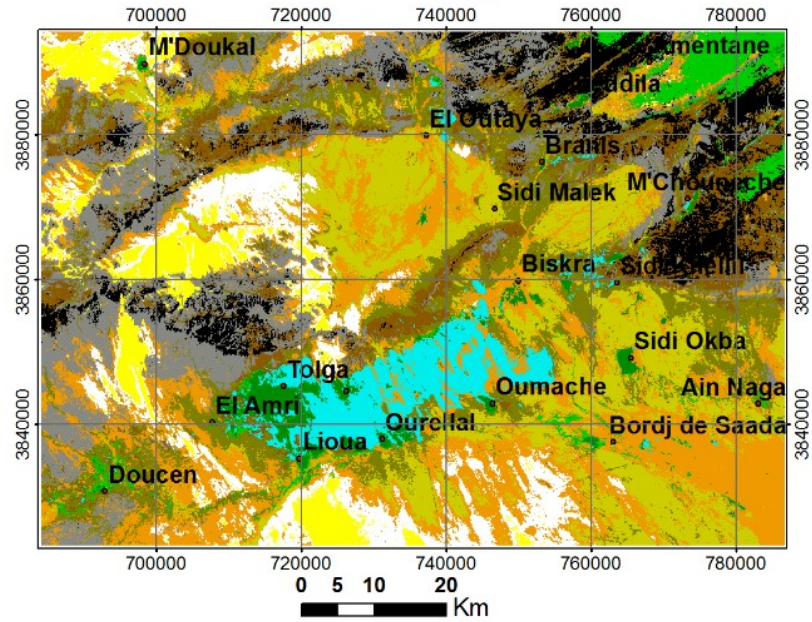 700000 720000 740000 760000 780000
M'Doukal
mentane
dila
3880000 3880000
El Outaya
Branis
M'Chouneche
Sidi Malek
3860000 3860000
Biskra
Sidi Okba
Tolga
Oumache
Ain Naga
El Amri
3840000 3840000
Ourellal
Bordj de Saada
Lioua
Doucen
700000 720000 740000 760000 780000
0 5 10 20
Km